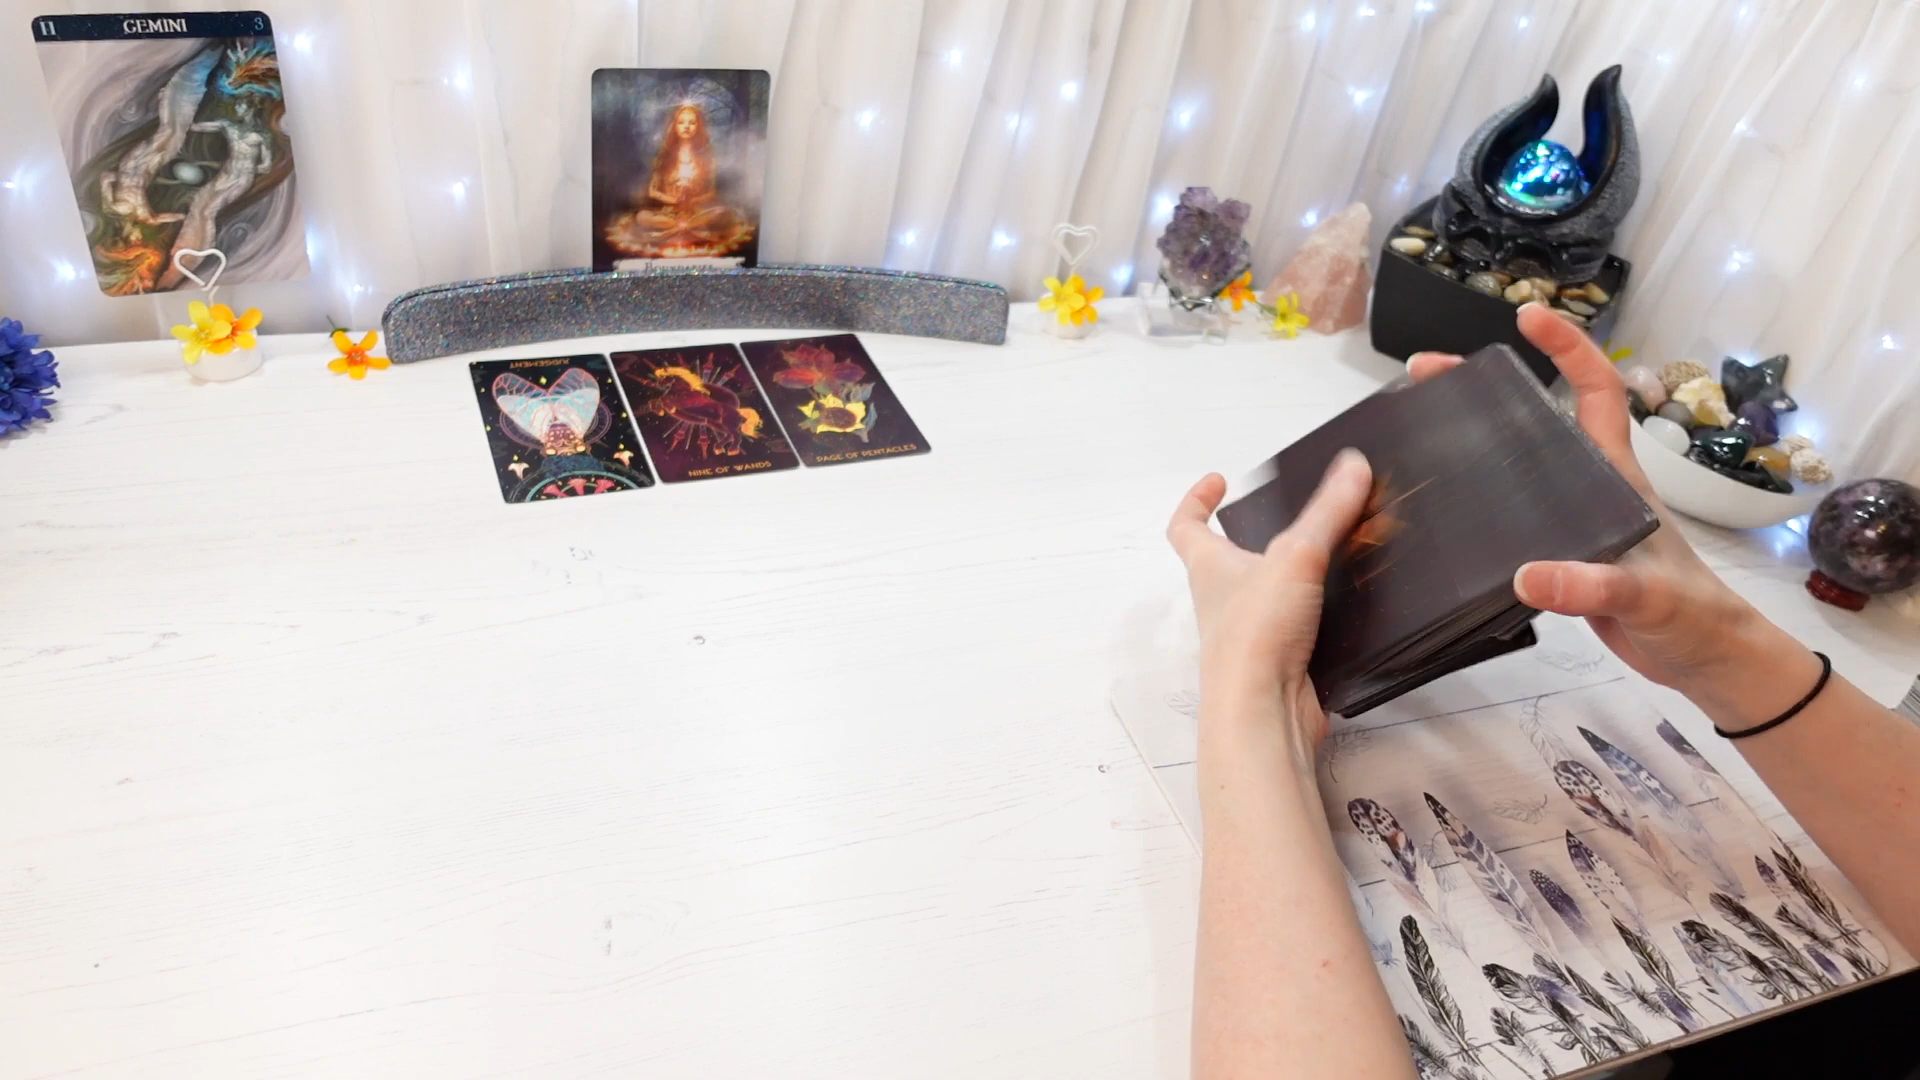 II GEMINI 3
JUDGEMENT
NINE OF WANDS
PAGE OF PENTACLES